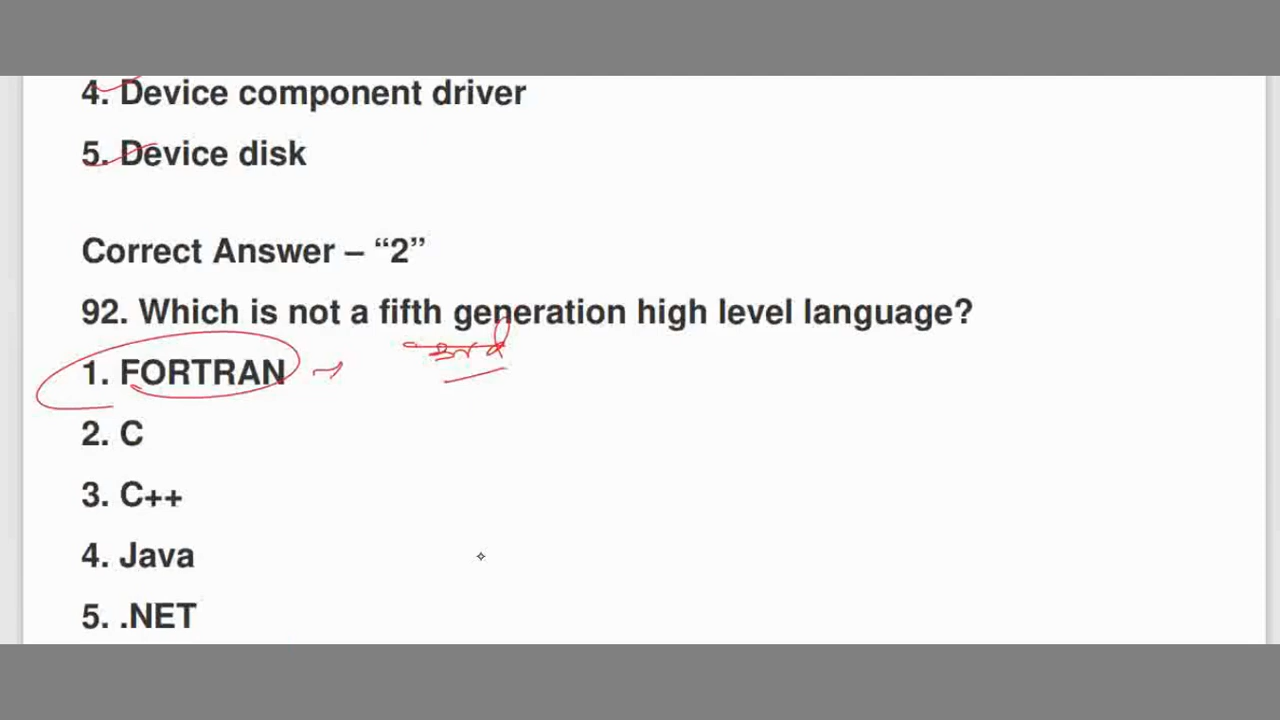 4. Device component driver
5. Device disk
Correct Answer – “2”
92. Which is not a fifth generation high level language?
3rd
1. FORTRAN
2. C
3. C++
4. Java
5. .NET